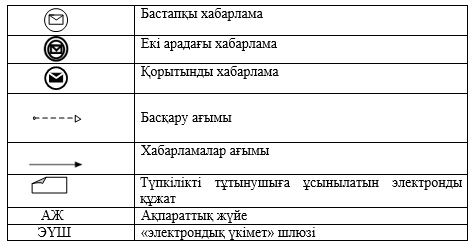 Бастапқы хабарлама
Екі арадағы хабарлама
Қорытынды хабарлама
Басқару ағымы
Хабарламалар ағымы
Түпкілікті тұтынушыға ұсынылатын электронды
құжат
АЖ Ақпараттық жүйе
ЭҮШ «электрондық үкімет» шлюзі